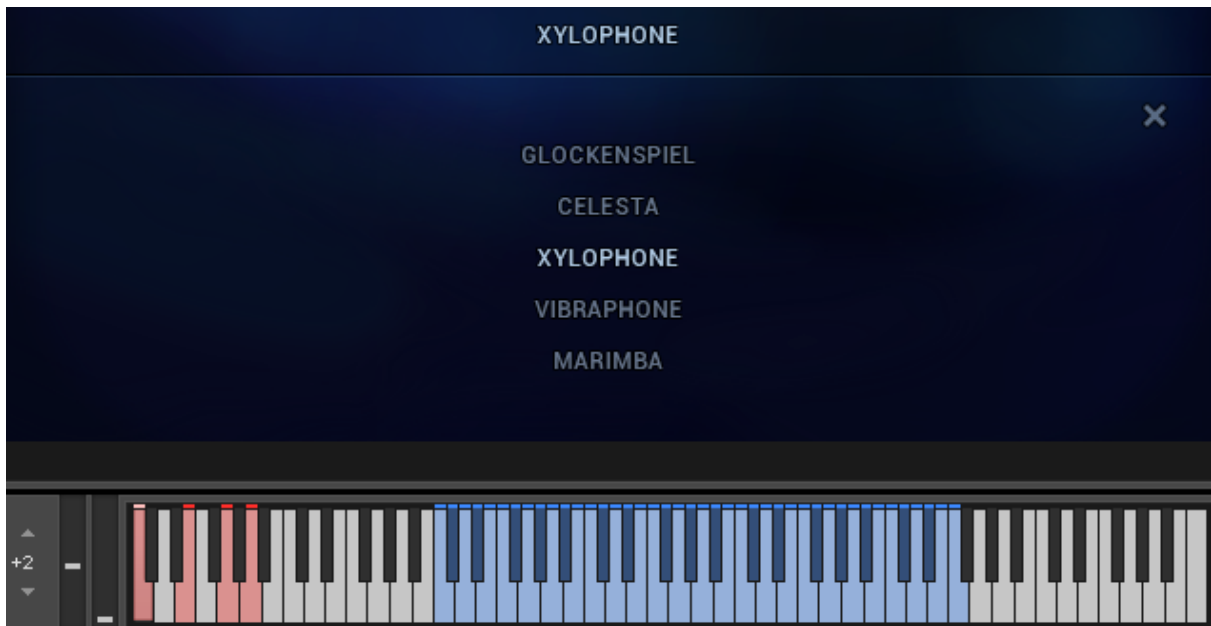 XYLOPHONE
GLOCKENSPIEL
CELESTA
XYLOPHONE
VIBRAPHONE
MARIMBA
+2